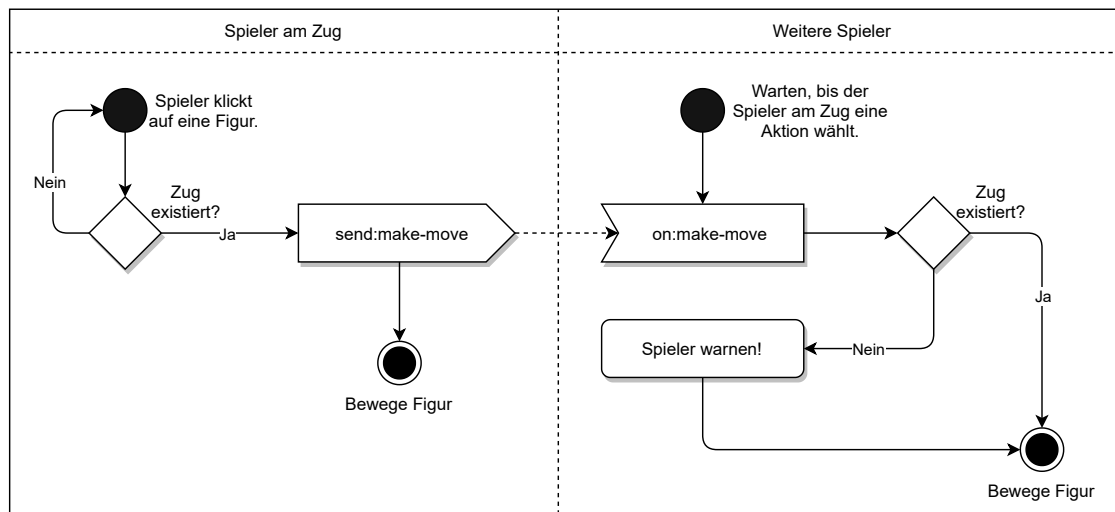 Spieler am Zug
Weitere Spieler
Spieler klickt
auf eine Figur.
Nein
Zug
existiert?
Ja
send:make-move
Bewege Figur
Warten, bis der
Spieler am Zug eine
Aktion wählt.
on:make-move
Zug
existiert?
Ja
Nein
Spieler warnen!
Bewege Figur